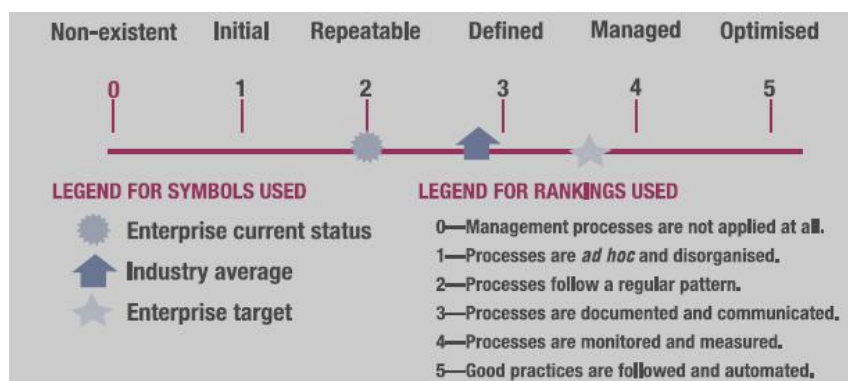 Non-existent Initial Repeatable Defined Managed Optimised
0 1 2 3 4 5
LEGEND FOR SYMBOLS USED
Enterprise current status
Industry average
Enterprise target
LEGEND FOR RANKINGS USED
0—Management processes are not applied at all.
1—Processes are ad hoc and disorganised.
2—Processes follow a regular pattern.
3—Processes are documented and communicated.
4—Processes are monitored and measured.
5—Good practices are followed and automated.